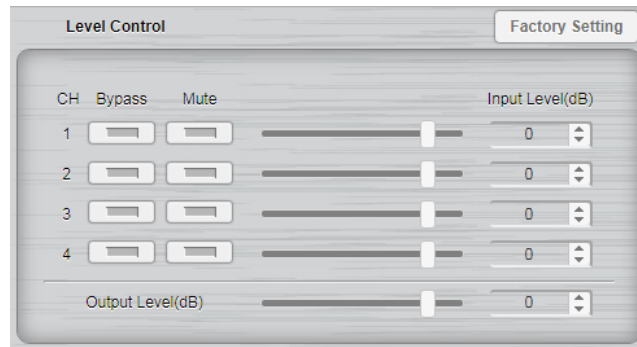 Level Control Factory Setting
CH Bypass Mute Input Level(dB)
1 0
2 0
3 0
4 0
Output Level(dB) 0